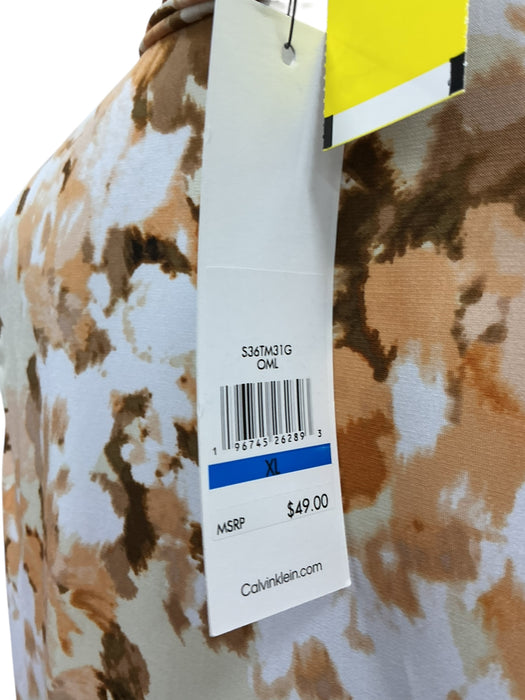 S36TM31G
OML
1 96745 26289 3
XL
MSRP $49.00
Calvinklein.com